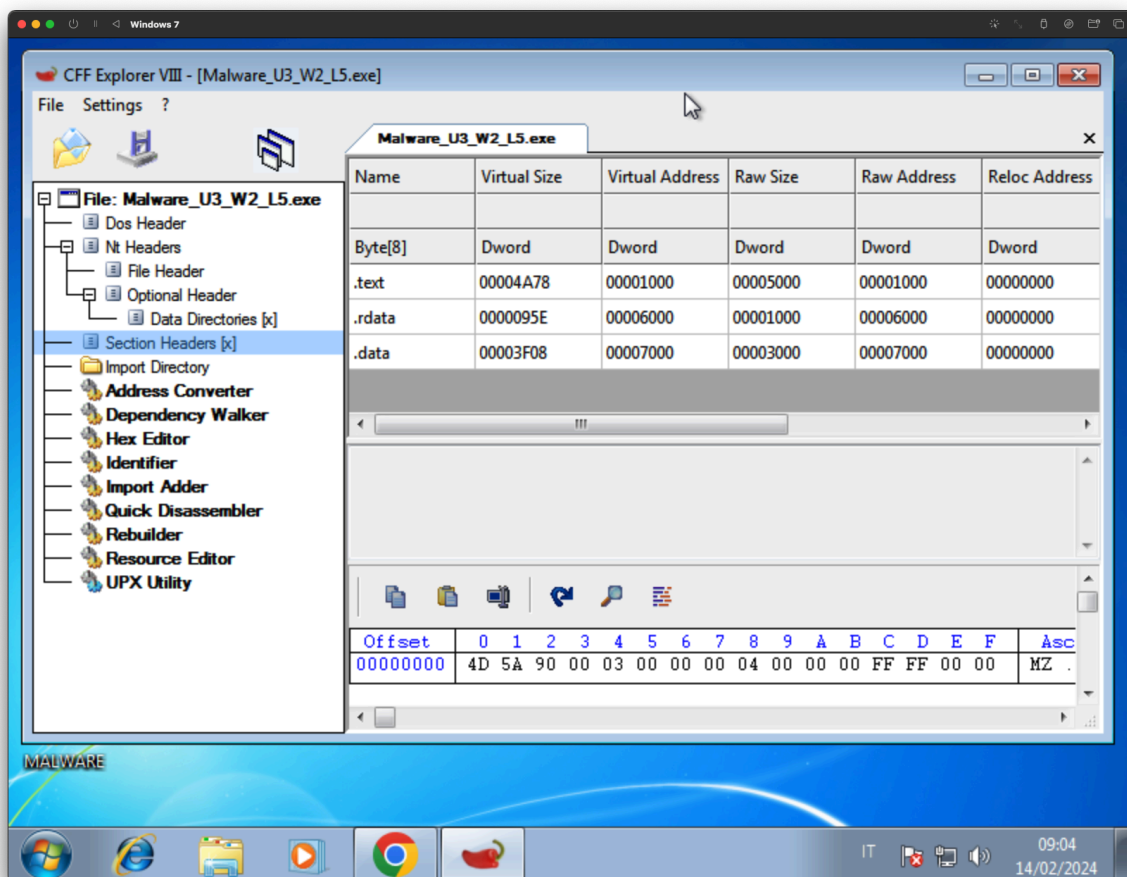 Windows 7
CFF Explorer VIII - [Malware_U3_W2_L5.exe]
File Settings ?
Malware_U3_W2_L5.exe
File: Malware_U3_W2_L5.exe
Dos Header
Nt Headers
File Header
Optional Header
Data Directories [x]
Section Headers [x]
Import Directory
Address Converter
Dependency Walker
Hex Editor
Identifier
Import Adder
Quick Disassembler
Rebuilder
Resource Editor
UPX Utility
Name Virtual Size Virtual Address Raw Size Raw Address Reloc Address
Byte[8] Dword Dword Dword Dword Dword
.text 00004A78 00001000 00005000 00001000 00000000
.rdata 0000095E 00006000 00001000 00006000 00000000
.data 00003F08 00007000 00003000 00007000 00000000
Offset 0 1 2 3 4 5 6 7 8 9 A B C D E F Asc
00000000 4D 5A 90 00 03 00 00 00 04 00 00 00 FF FF 00 00 MZ .
MALWARE
IT
09:04
14/02/2024